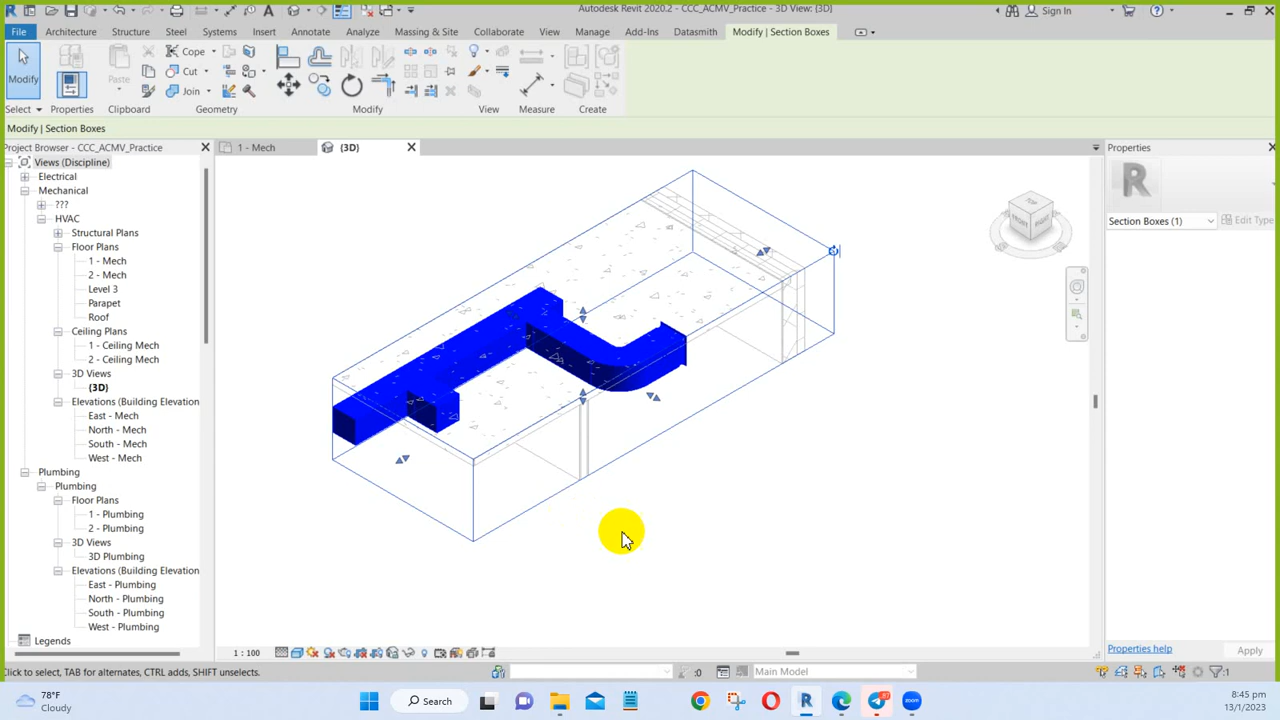 Autodesk Revit 2020.2 - CCC_ACMV_Practice - 3D View: {3D}
Sign In
File Architecture Structure Steel Systems Insert Annotate Analyze Massing & Site Collaborate View Manage Add-Ins Datasmith Modify | Section Boxes
Modify
Paste
Cope
Cut
Join
Select Properties Clipboard Geometry Modify View Measure Create
Modify | Section Boxes
Project Browser - CCC_ACMV_Practice
1 - Mech
(3D)
Properties
Views (Discipline)
Electrical
Mechanical
???
HVAC
Structural Plans
Floor Plans
1 - Mech
2 - Mech
Level 3
Parapet
Roof
Ceiling Plans
1 - Ceiling Mech
2 - Ceiling Mech
3D Views
(3D)
Elevations (Building Elevation
East - Mech
North - Mech
South - Mech
West - Mech
Plumbing
Plumbing
Floor Plans
1 - Plumbing
2 - Plumbing
3D Views
3D Plumbing
Elevations (Building Elevation
East - Plumbing
North - Plumbing
South - Plumbing
West - Plumbing
Legends
TOP
FRONT
RIGHT
R
Section Boxes (1)
Edit Type
1 : 100
Properties help
Apply
Click to select, TAB for alternates, CTRL adds, SHIFT unselects.
:0
Main Model
:1
78°F
Cloudy
Search
zoom
8:45 PM
13/1/2023